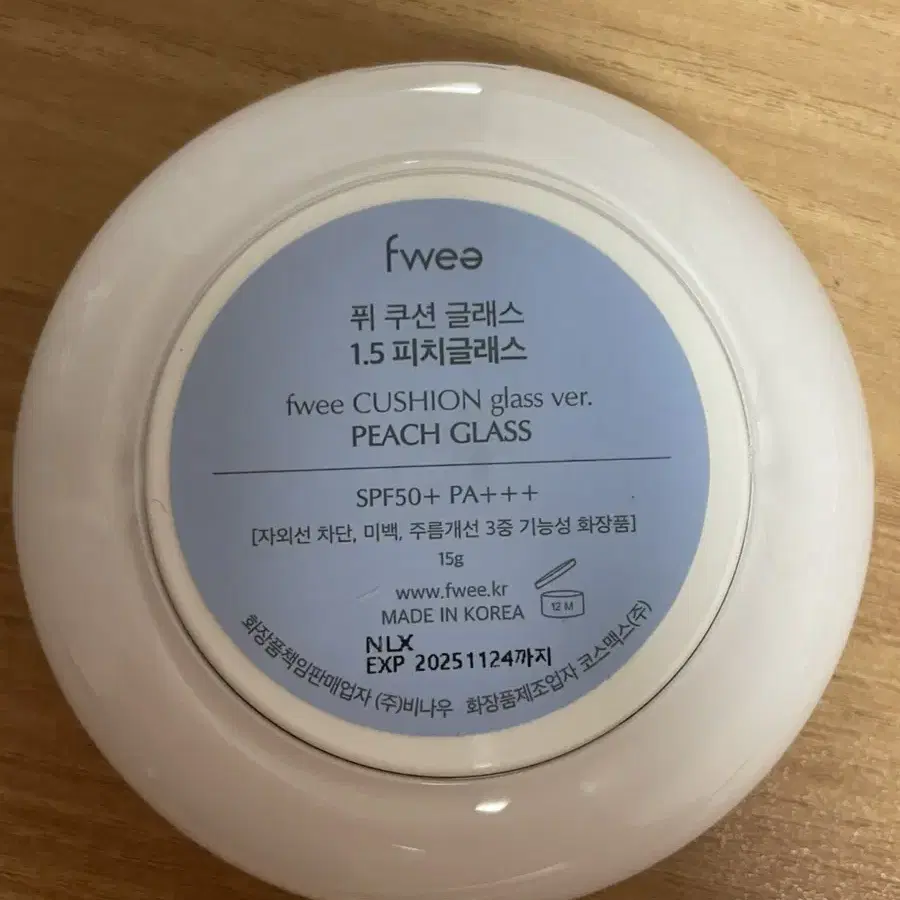 fwee
퓌 쿠션 글래스
1.5 피치글래스
fwee CUSHION glass ver.
PEACH GLASS
SPF50+ PA+++
[자외선 차단, 미백, 주름개선 3중 기능성 화장품]
15g
www.fwee.kr
MADE IN KOREA
12 M
NLX
EXP 20251124까지
화장품책임판매업자 (주)비나우 화장품제조업자 코스맥스(주)